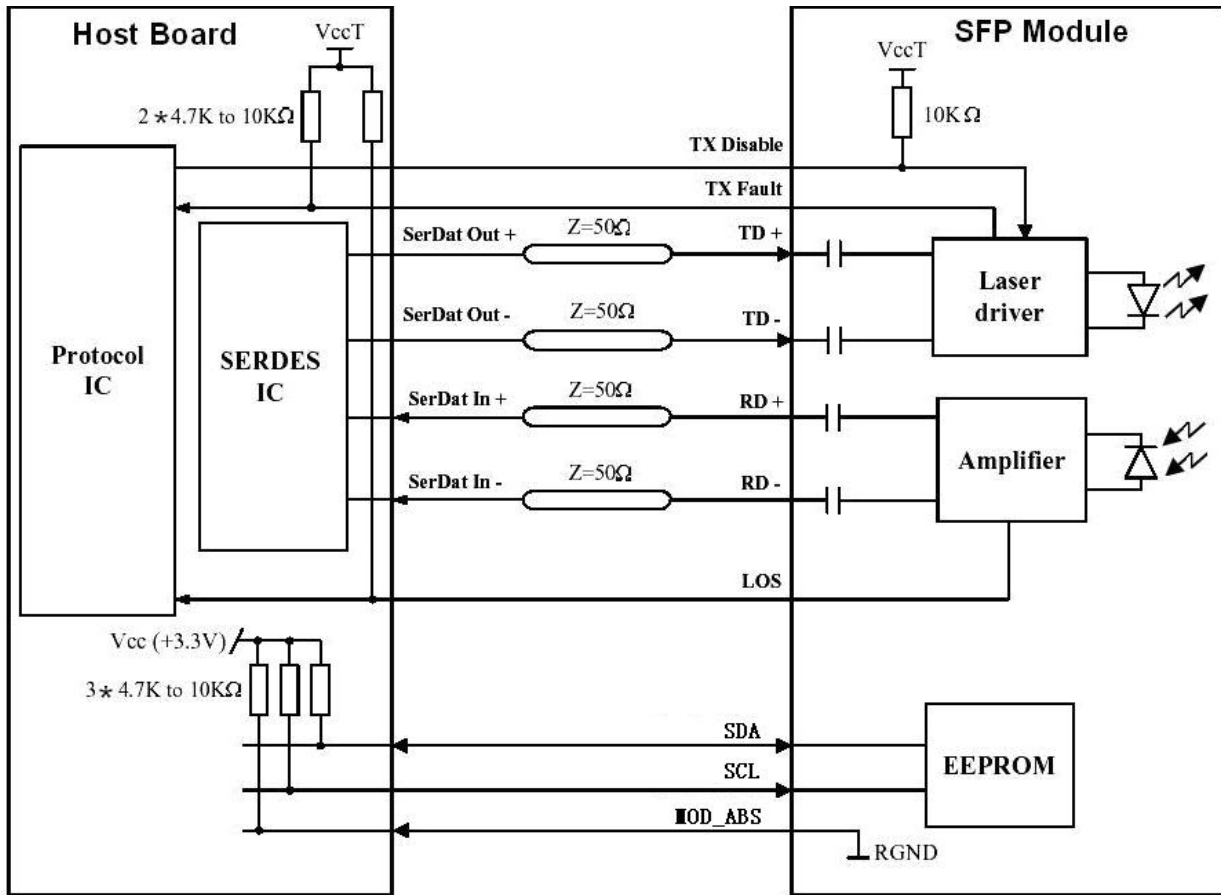 Host Board
VccT
2*4.7K to 10KΩ
SFP Module
VccT
10KΩ
TX Disable
TX Fault
SerDat Out +
Z=50Ω
TD +
SerDat Out -
Z=50Ω
TD -
Laser
driver
Protocol
IC
SERDES
IC
SerDat In +
Z=50Ω
RD +
SerDat In -
Z=50Ω
RD -
Amplifier
LOS
Vcc (+3.3V)
3*4.7K to 10KΩ
SDA
SCL
MOD_ABS
EEPROM
RGND